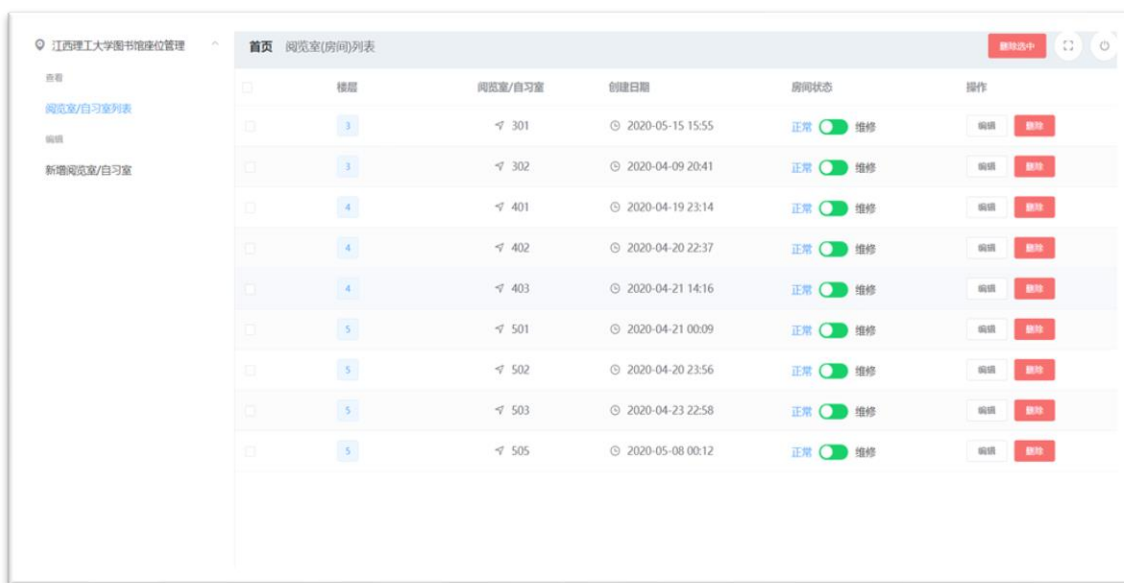 江西理工大学图书馆座位管理
首页 阅览室(房间)列表 删除选中
查看
阅览室/自习室列表
编辑
新增阅览室/自习室
楼层 阅览室/自习室 创建日期 房间状态 操作
3 301 2020-05-15 15:55 正常 维修 编辑 删除
3 302 2020-04-09 20:41 正常 维修 编辑 删除
4 401 2020-04-19 23:14 正常 维修 编辑 删除
4 402 2020-04-20 22:37 正常 维修 编辑 删除
4 403 2020-04-21 14:16 正常 维修 编辑 删除
5 501 2020-04-21 00:09 正常 维修 编辑 删除
5 502 2020-04-20 23:56 正常 维修 编辑 删除
5 503 2020-04-23 22:58 正常 维修 编辑 删除
5 505 2020-05-08 00:12 正常 维修 编辑 删除